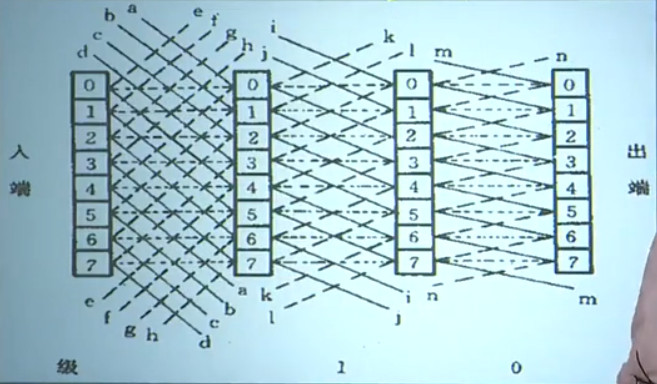 b a e f
c g h i j k l m n
d
0 0 0 0
1 1 1 1
2 2 2 2
3 3 3 3
4 4 4 4
5 5 5 5
6 6 6 6
7 7 7 7
入端
出端
e f g h d c b a k l i j n m
级 1 0